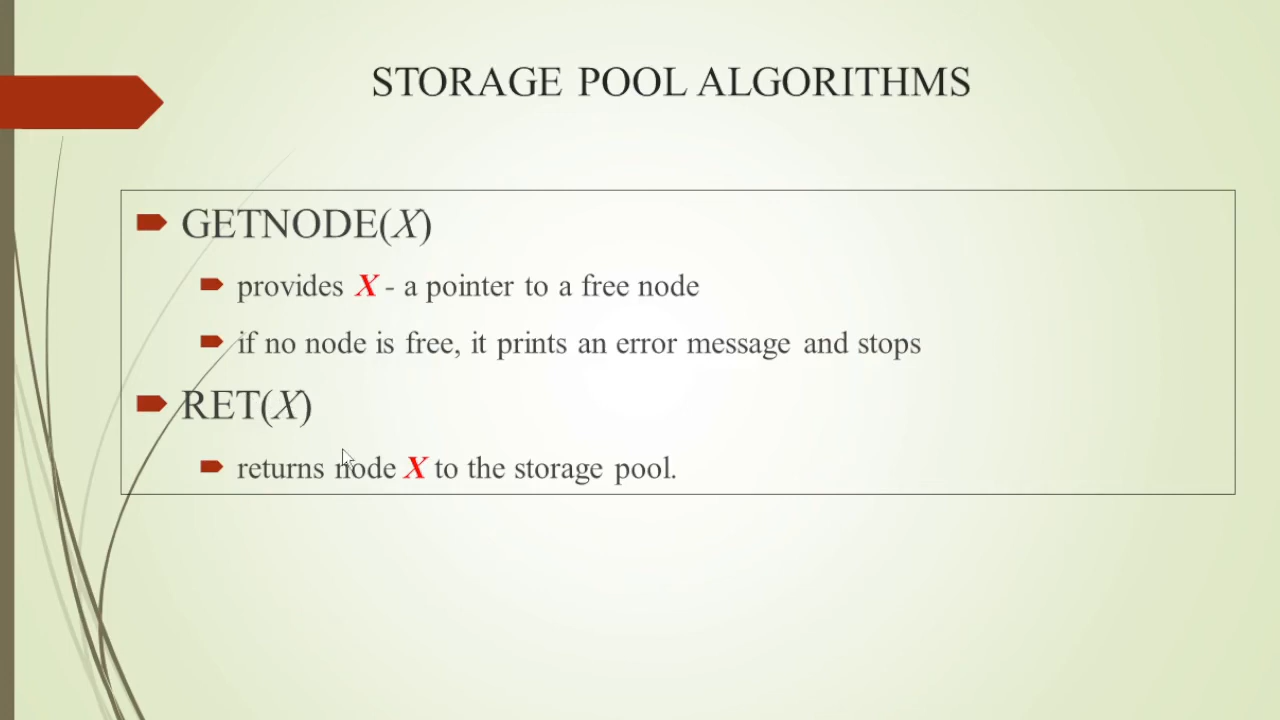 STORAGE POOL ALGORITHMS
GETNODE(X)
provides X - a pointer to a free node
if no node is free, it prints an error message and stops
RET(X)
returns node X to the storage pool.